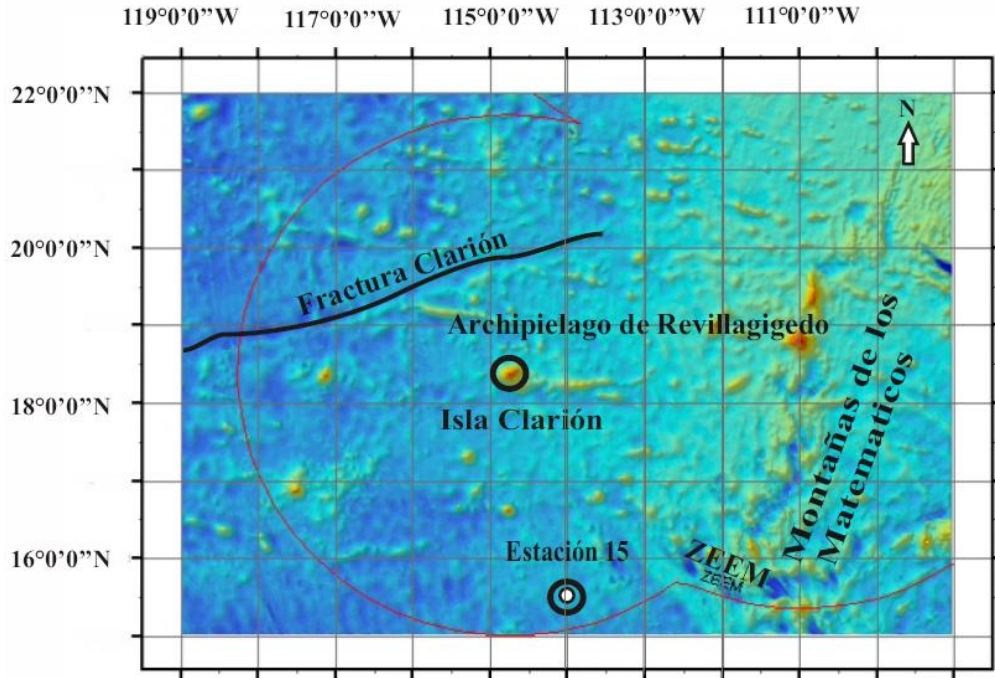 119°0'0''W 117°0'0''W 115°0'0''W 113°0'0''W 111°0'0''W
22°0'0''N
N
20°0'0''N
Fractura Clarión
Archipielago de Revillagigedo
18°0'0''N
Isla Clarión
Montañas de los
Matematicos
16°0'0''N
Estación 15
ZEEM
ZEEM